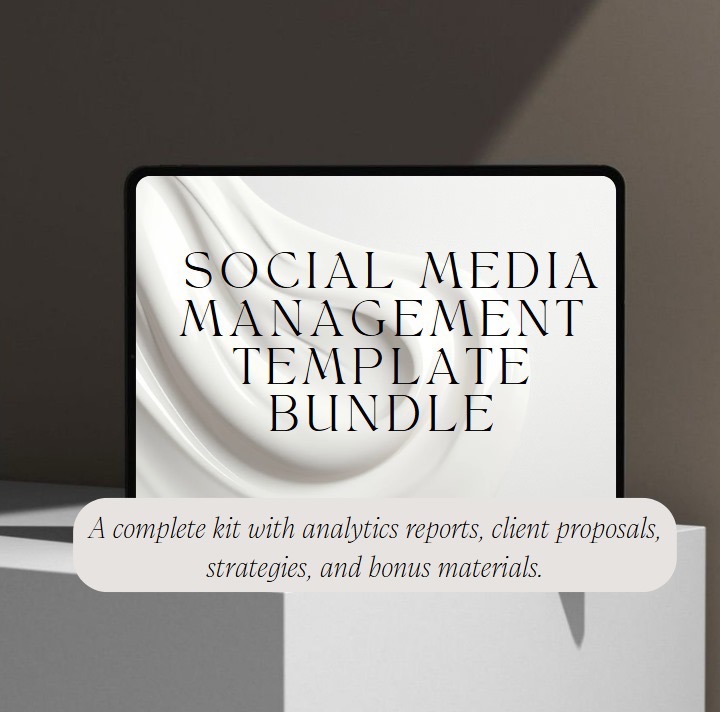 SOCIAL MEDIA
MANAGEMENT
TEMPLATE
BUNDLE
A complete kit with analytics reports, client proposals,
strategies, and bonus materials.